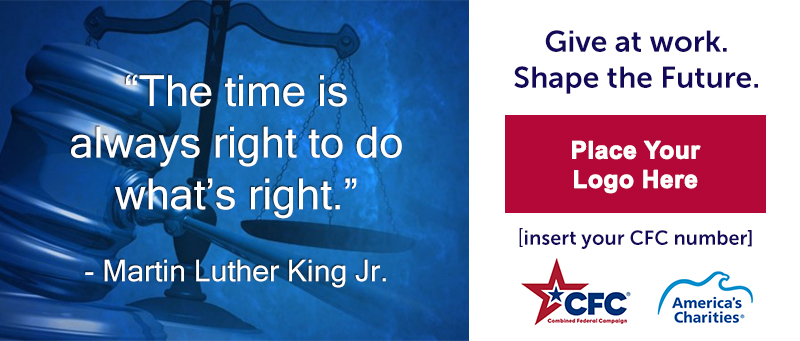 “The time is
always right to do
what’s right.”
- Martin Luther King Jr.
Give at work.
Shape the Future.
Place Your
Logo Here
[insert your CFC number]
CFC®
Combined Federal Campaign
America’s
Charities®